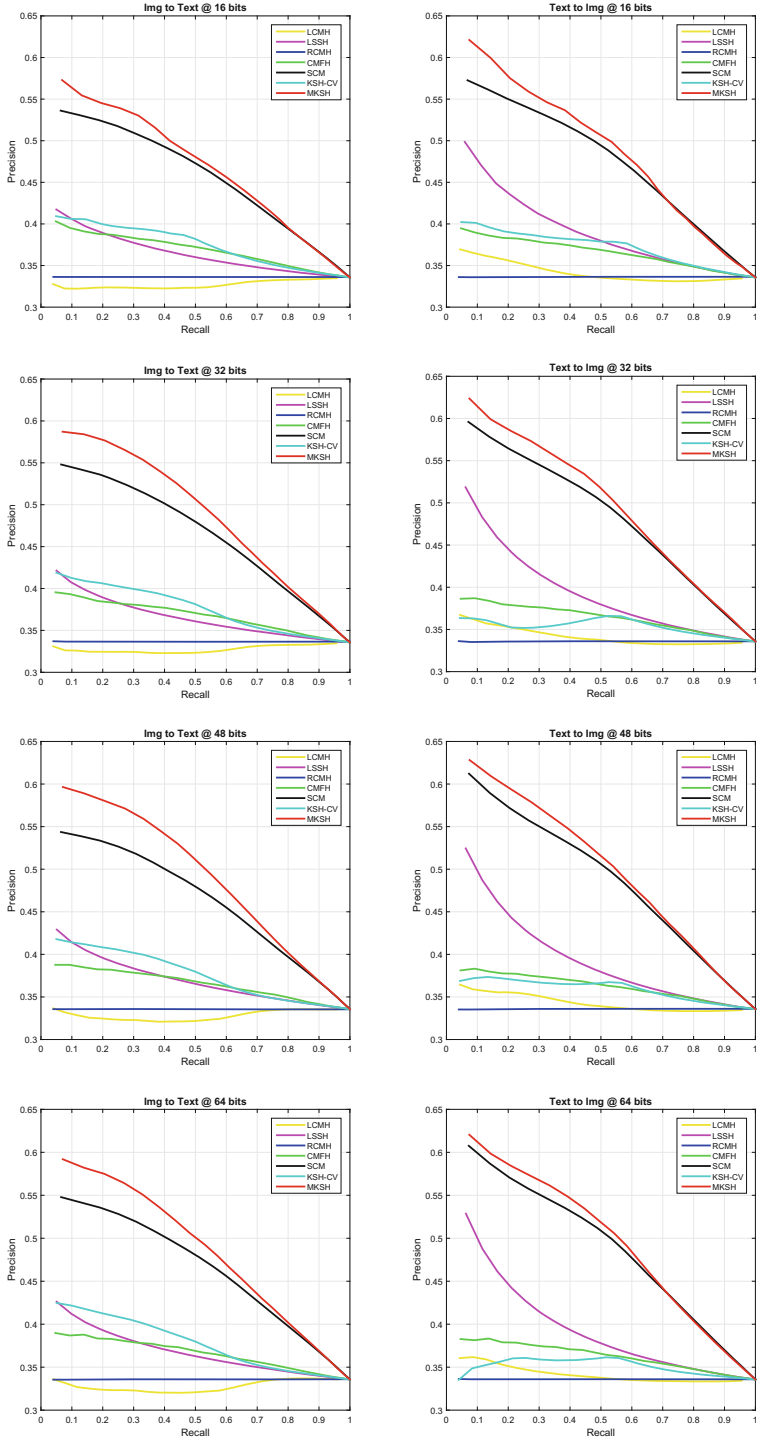 Img to Text @ 16 bits
0.65
0.6
0.55
0.5
0.45
0.4
0.35
0.3
Precision
0 0.1 0.2 0.3 0.4 0.5 0.6 0.7 0.8 0.9 1
Recall
LCMH
LSSH
RCMH
CMFH
SCM
KSH-CV
MKSH
Text to Img @ 16 bits
0.65
0.6
0.55
0.5
0.45
0.4
0.35
0.3
Precision
0 0.1 0.2 0.3 0.4 0.5 0.6 0.7 0.8 0.9 1
Recall
LCMH
LSSH
RCMH
CMFH
SCM
KSH-CV
MKSH
Img to Text @ 32 bits
0.65
0.6
0.55
0.5
0.45
0.4
0.35
0.3
Precision
0 0.1 0.2 0.3 0.4 0.5 0.6 0.7 0.8 0.9 1
Recall
LCMH
LSSH
RCMH
CMFH
SCM
KSH-CV
MKSH
Text to Img @ 32 bits
0.65
0.6
0.55
0.5
0.45
0.4
0.35
0.3
Precision
0 0.1 0.2 0.3 0.4 0.5 0.6 0.7 0.8 0.9 1
Recall
LCMH
LSSH
RCMH
CMFH
SCM
KSH-CV
MKSH
Img to Text @ 48 bits
0.65
0.6
0.55
0.5
0.45
0.4
0.35
0.3
Precision
0 0.1 0.2 0.3 0.4 0.5 0.6 0.7 0.8 0.9 1
Recall
LCMH
LSSH
RCMH
CMFH
SCM
KSH-CV
MKSH
Text to Img @ 48 bits
0.65
0.6
0.55
0.5
0.45
0.4
0.35
0.3
Precision
0 0.1 0.2 0.3 0.4 0.5 0.6 0.7 0.8 0.9 1
Recall
LCMH
LSSH
RCMH
CMFH
SCM
KSH-CV
MKSH
Img to Text @ 64 bits
0.65
0.6
0.55
0.5
0.45
0.4
0.35
0.3
Precision
0 0.1 0.2 0.3 0.4 0.5 0.6 0.7 0.8 0.9 1
Recall
LCMH
LSSH
RCMH
CMFH
SCM
KSH-CV
MKSH
Text to Img @ 64 bits
0.65
0.6
0.55
0.5
0.45
0.4
0.35
0.3
Precision
0 0.1 0.2 0.3 0.4 0.5 0.6 0.7 0.8 0.9 1
Recall
LCMH
LSSH
RCMH
CMFH
SCM
KSH-CV
MKSH